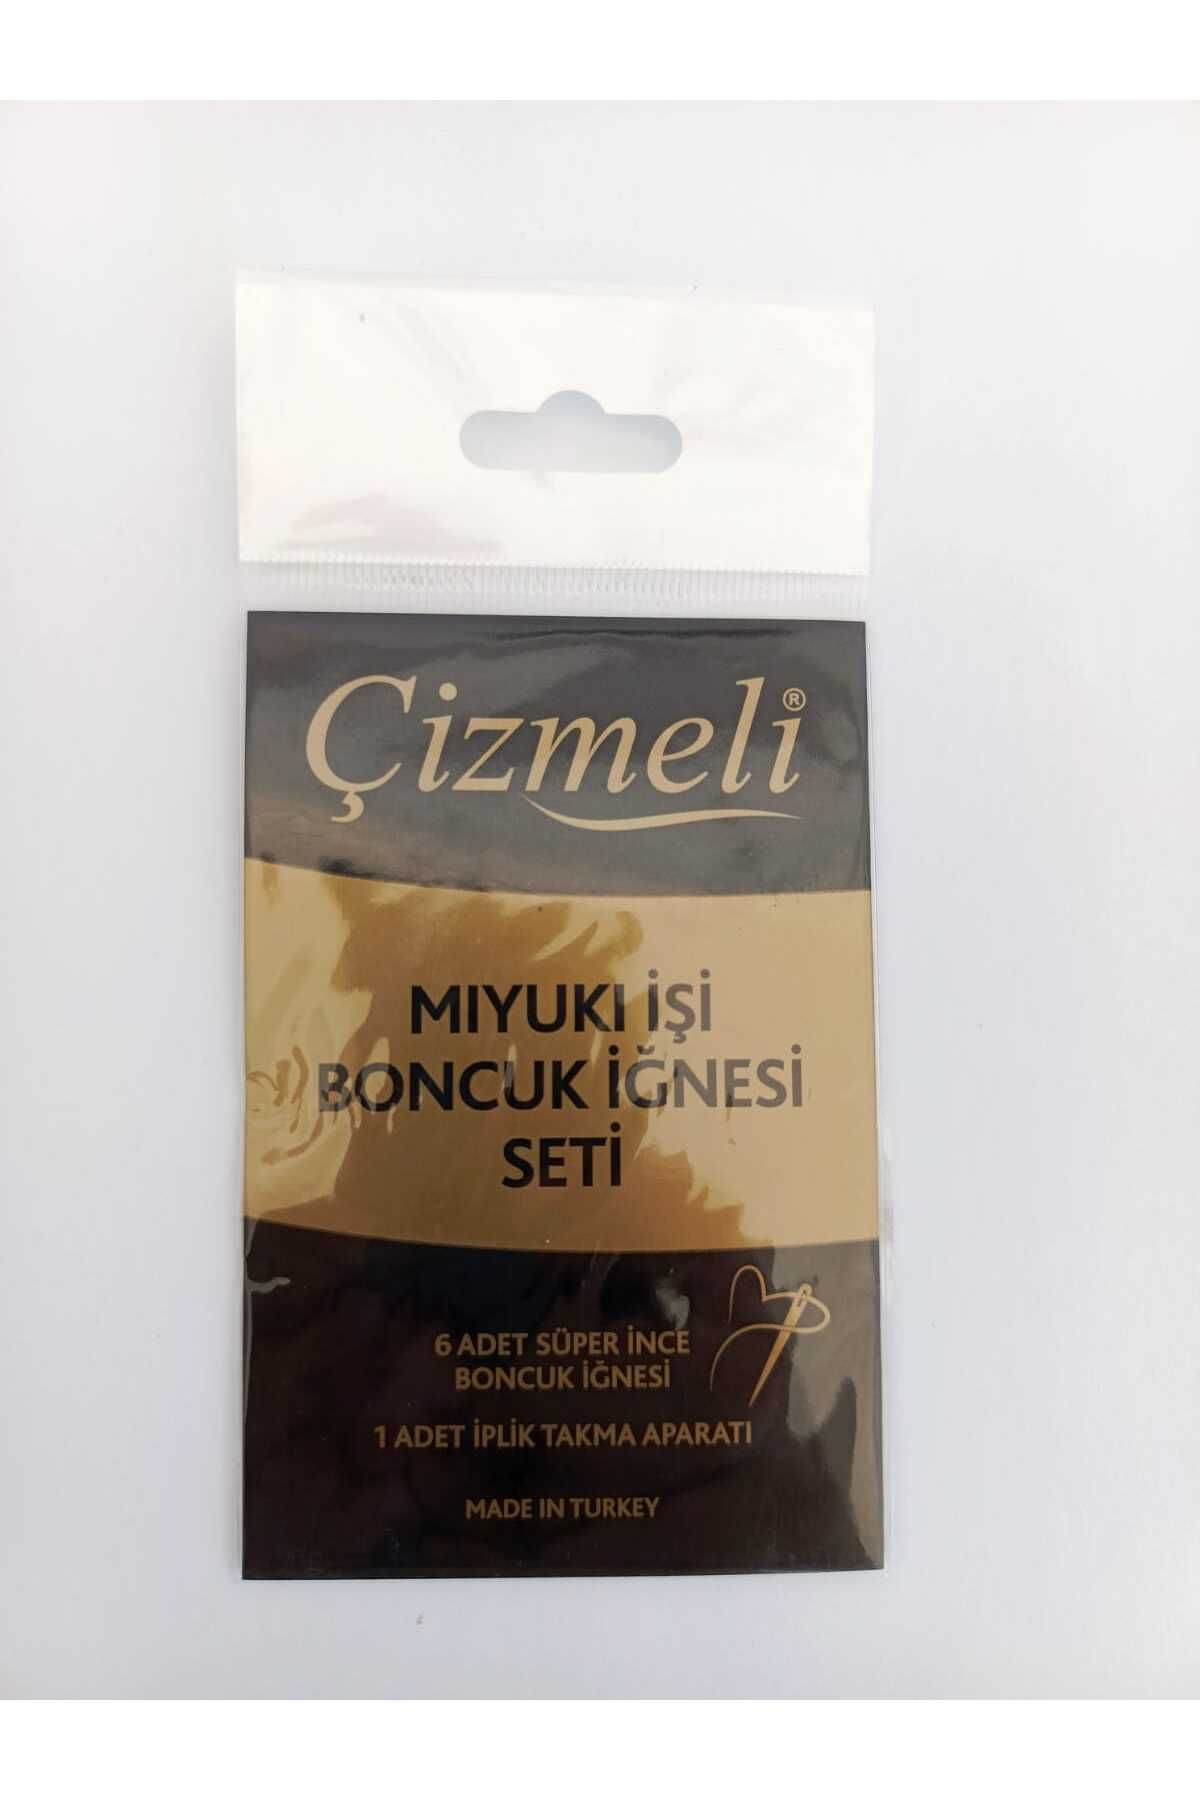 Çizmeli®
MIYUKI İŞİ
BONCUK İĞNESİ
SETİ
6 ADET SÜPER İNCE
BONCUK İĞNESİ
1 ADET İPLİK TAKMA APARATI
MADE IN TURKEY